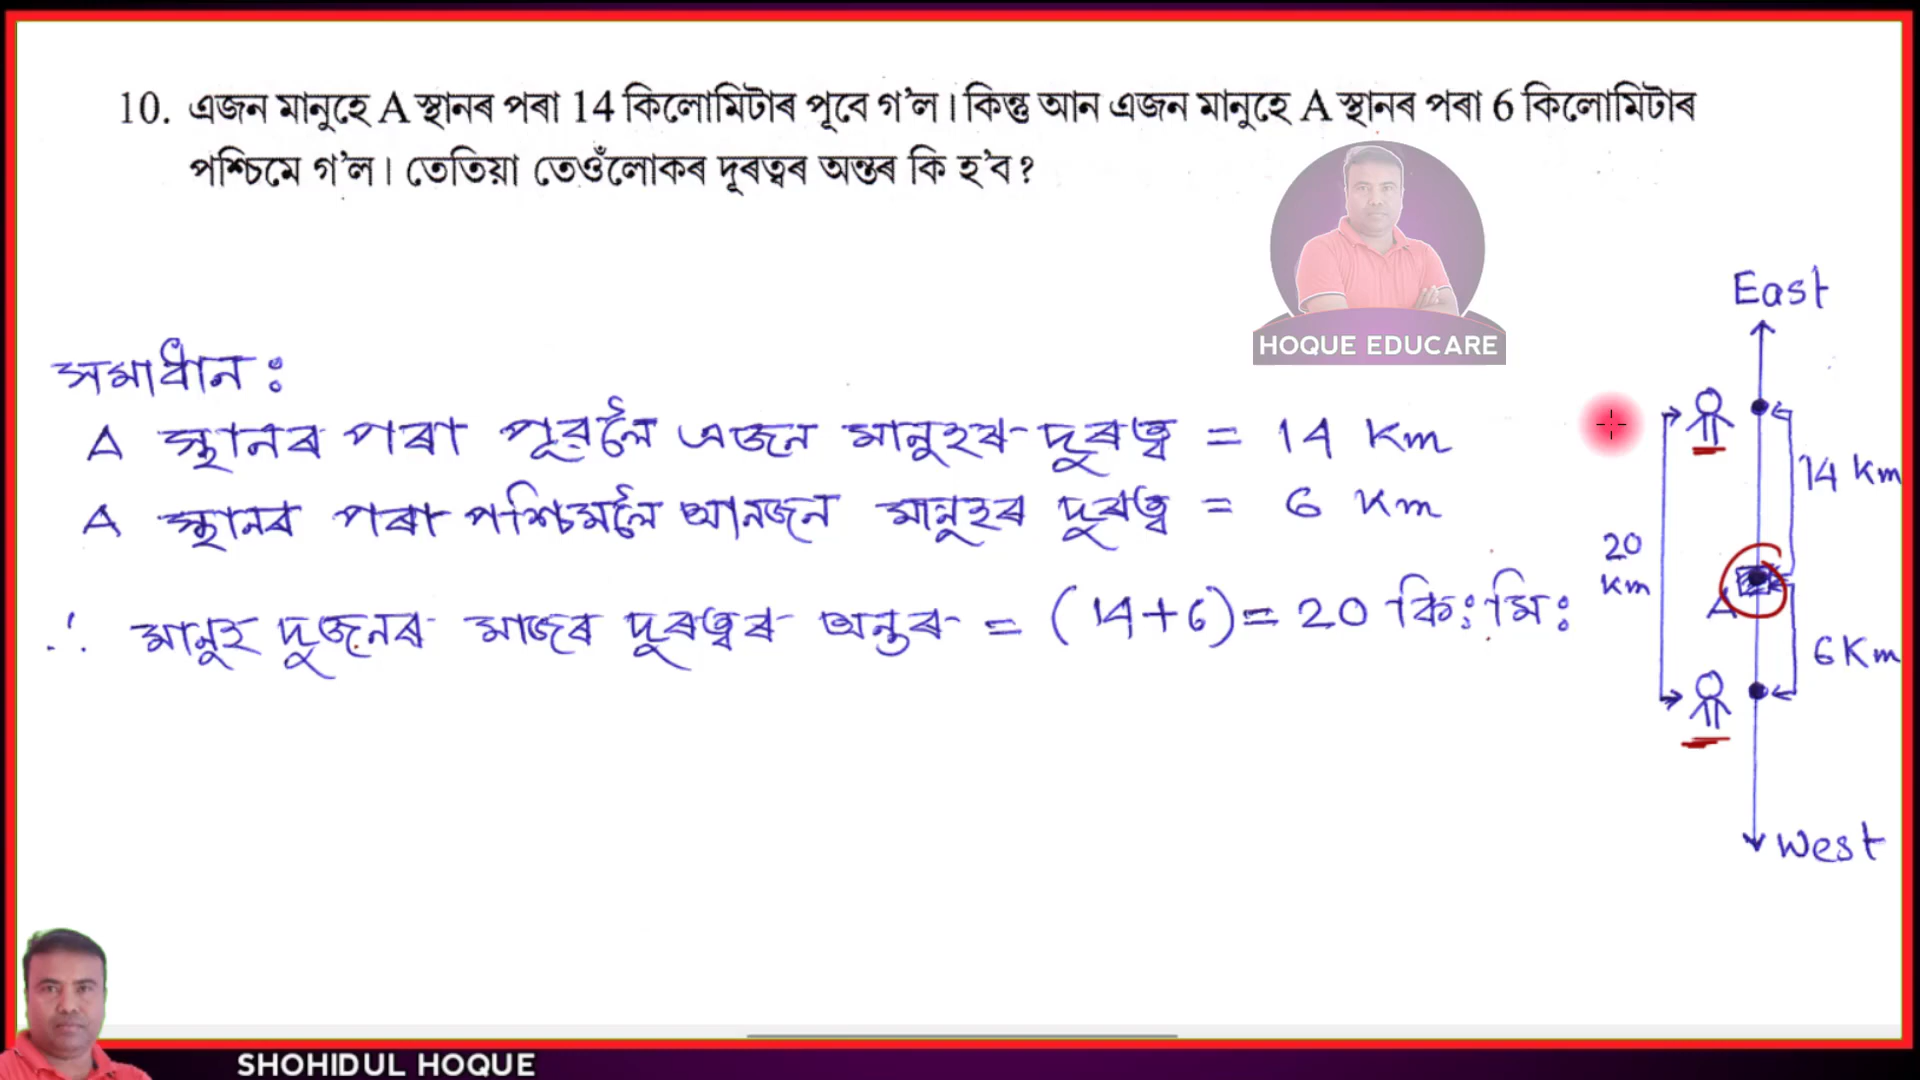 10. এজন মানুহে A স্থানৰ পৰা 14 কিলোমিটাৰ পূবে গ'ল। কিন্তু আন এজন মানুহে A স্থানৰ পৰা 6 কিলোমিটাৰ
পশ্চিমে গ'ল। তেতিয়া তেওঁলোকৰ দূৰত্বৰ অন্তৰ কি হ'ব?
HOQUE EDUCARE
সমাধান :
A স্থানৰ পৰা পূৱলৈ এজন মানুহৰ দুৰত্ব = 14 Km
A স্থানৰ পৰা পশ্চিমলৈ আনজন মানুহৰ দুৰত্ব = 6 Km
∴ মানুহ দুজনৰ মাজৰ দুৰত্বৰ অন্তৰ = (14+6) = 20 কি: মি:
East
14 Km
20
Km
A
6 Km
West
SHOHIDUL HOQUE